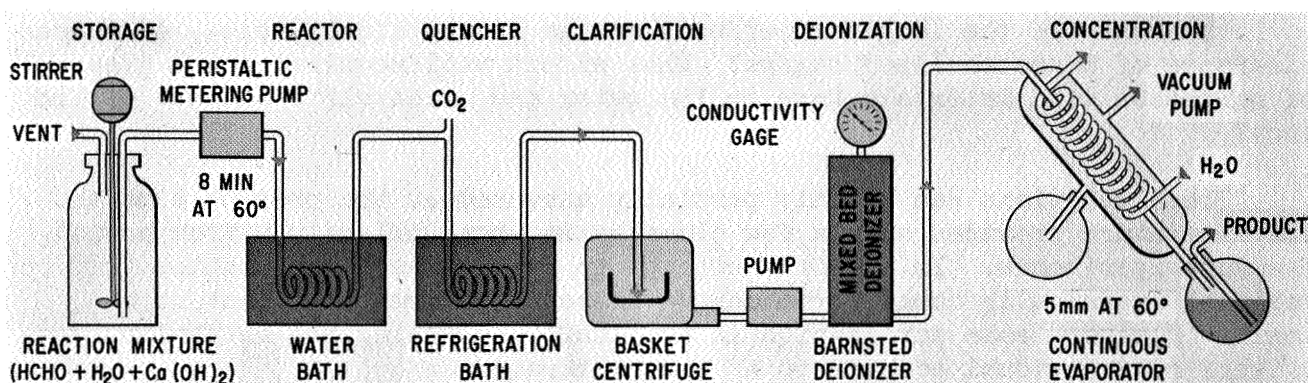 STORAGE
REACTOR
QUENCHER
CLARIFICATION
DEIONIZATION
CONCENTRATION
STIRRER
PERISTALTIC
METERING PUMP
VENT
CO2
CONDUCTIVITY
GAGE
VACUUM
PUMP
8 MIN
AT 60°
H2O
MIXED BED
DEIONIZER
PUMP
PRODUCT
5 mm AT 60°
REACTION MIXTURE
(HCHO + H2O + Ca (OH)2)
WATER
BATH
REFRIGERATION
BATH
BASKET
CENTRIFUGE
BARNSTED
DEIONIZER
CONTINUOUS
EVAPORATOR